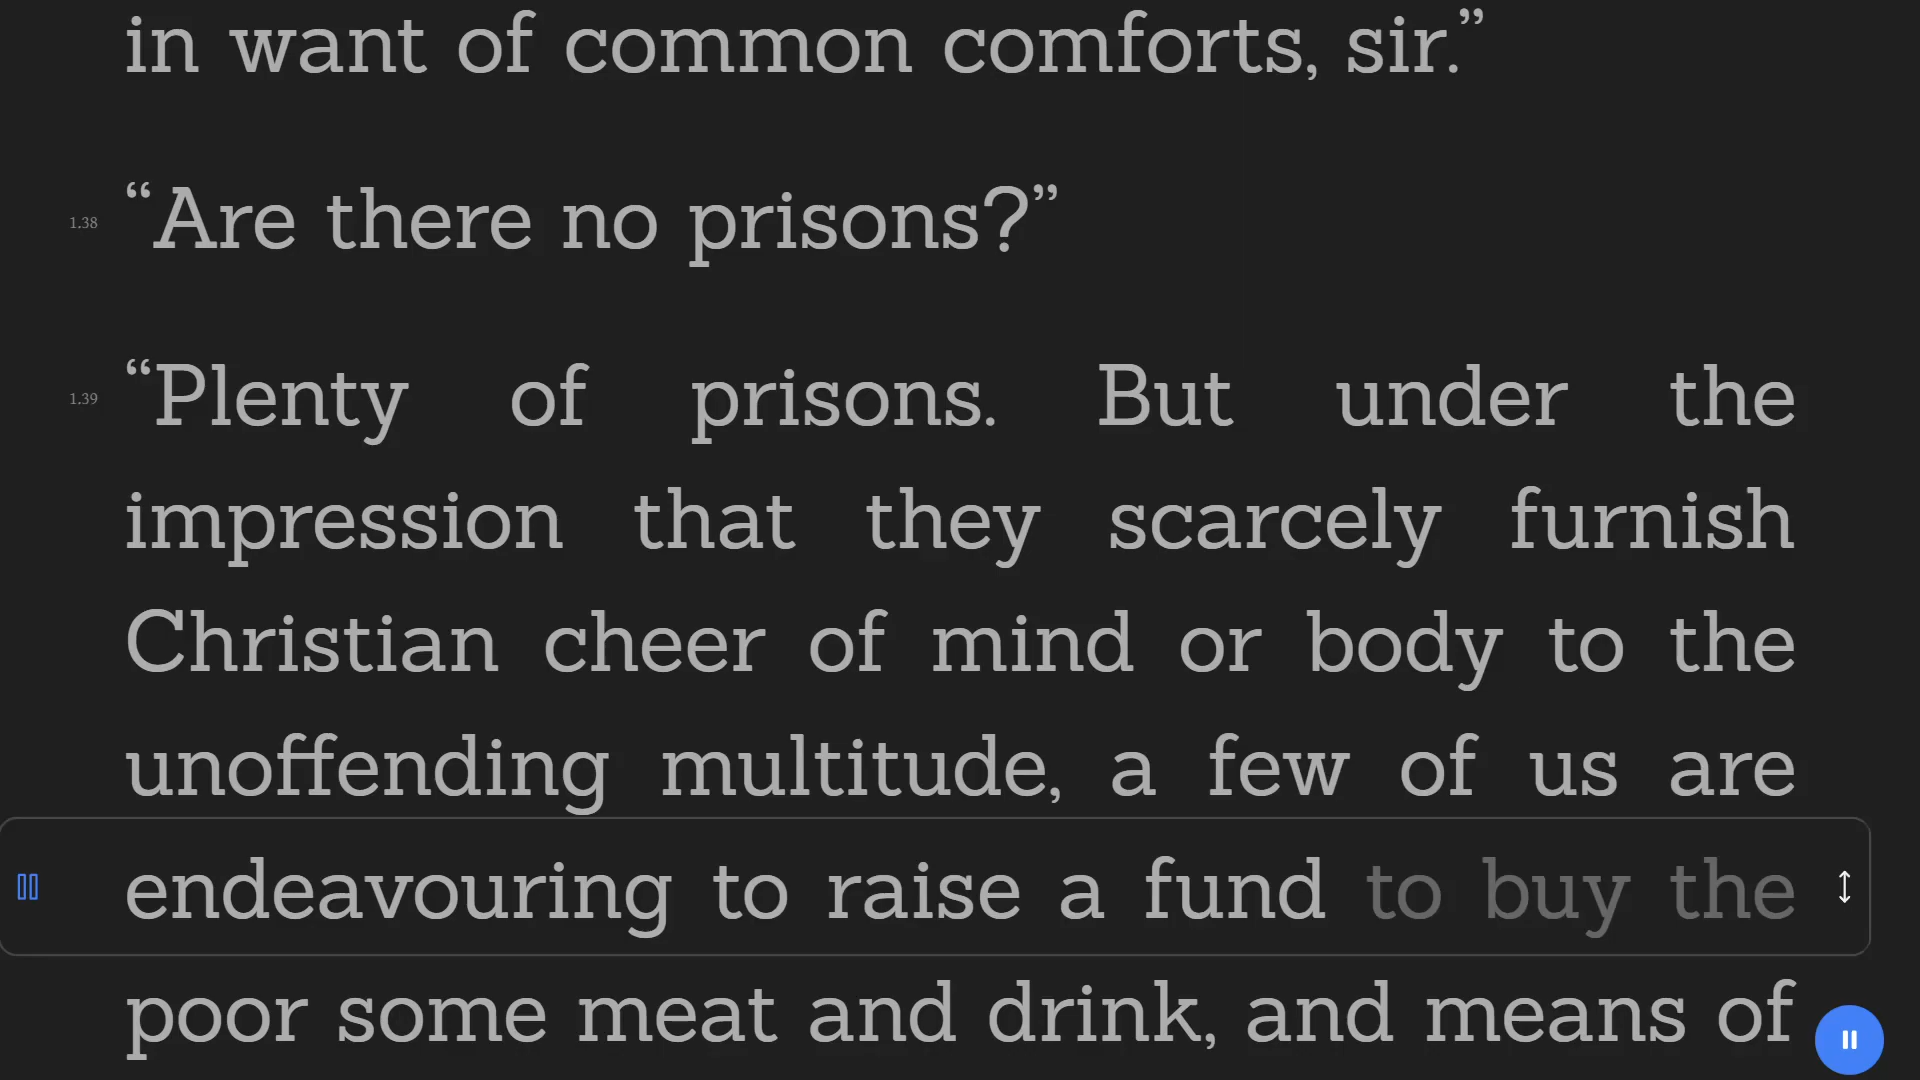 in want of common comforts, sir.”
1.38 “Are there no prisons?”
1.39 “Plenty of prisons. But under the
impression that they scarcely furnish
Christian cheer of mind or body to the
unoffending multitude, a few of us are
endeavouring to raise a fund to buy the
poor some meat and drink, and means of